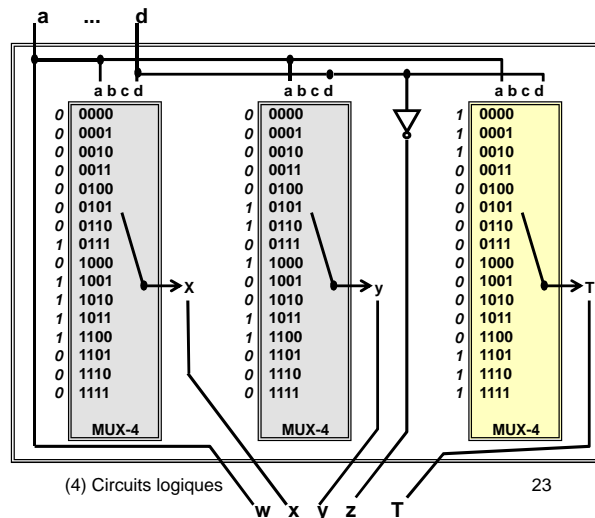 a ... d
a b c d a b c d a b c d
0 0000 0 0000 1 0000
0 0001 0 0001 1 0001
0 0010 0 0010 1 0010
0 0011 0 0011 0 0011
0 0100 0 0100 0 0100
0 0101 1 0101 0 0101
0 0110 1 0110 0 0110
1 0111 0 0111 0 0111
0 1000 1 1000 0 1000
1 1001 x 0 1001 y 0 1001 T
1 1010 0 1010 0 1010
1 1011 1 1011 0 1011
1 1100 1 1100 0 1100
0 1101 0 1101 1 1101
0 1110 0 1110 1 1110
0 1111 0 1111 1 1111
MUX-4 MUX-4 MUX-4
(4) Circuits logiques 23
w x y z T